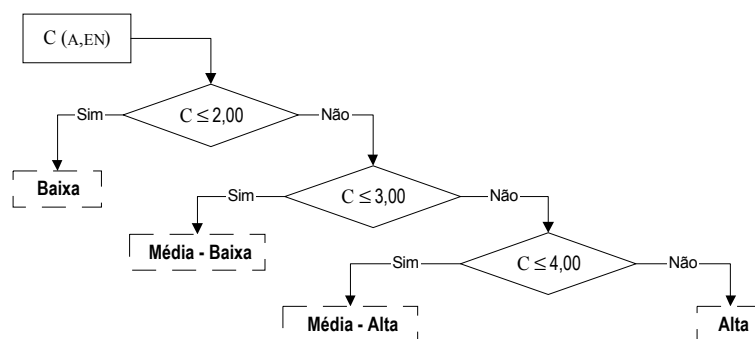 C (A,EN)
C ≤ 2,00
Sim
Não
Baixa
C ≤ 3,00
Sim
Não
Média - Baixa
C ≤ 4,00
Sim
Não
Média - Alta
Alta